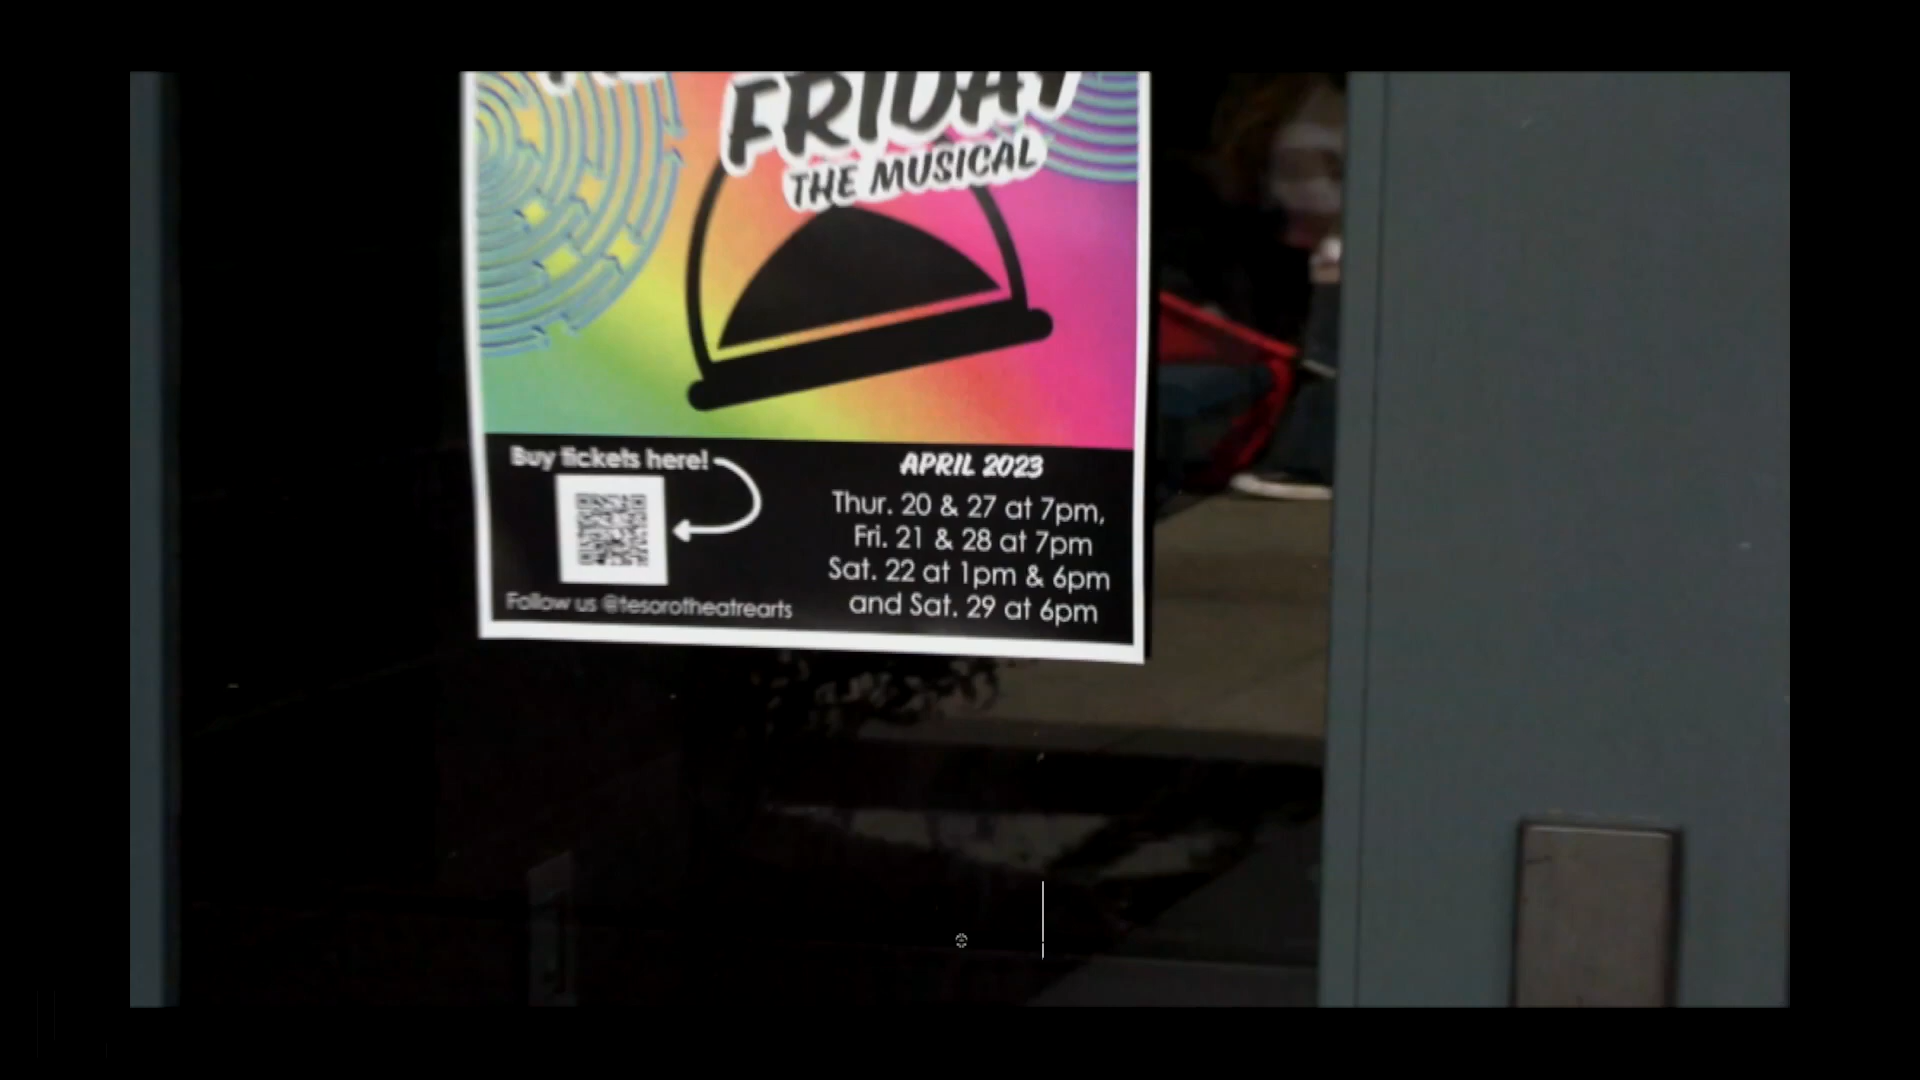 FRIDAY
THE MUSICAL
Buy tickets here!
Follow us @tesorotheatrearts
APRIL 2023
Thur. 20 & 27 at 7pm,
Fri. 21 & 28 at 7pm
Sat. 22 at 1pm & 6pm
and Sat. 29 at 6pm